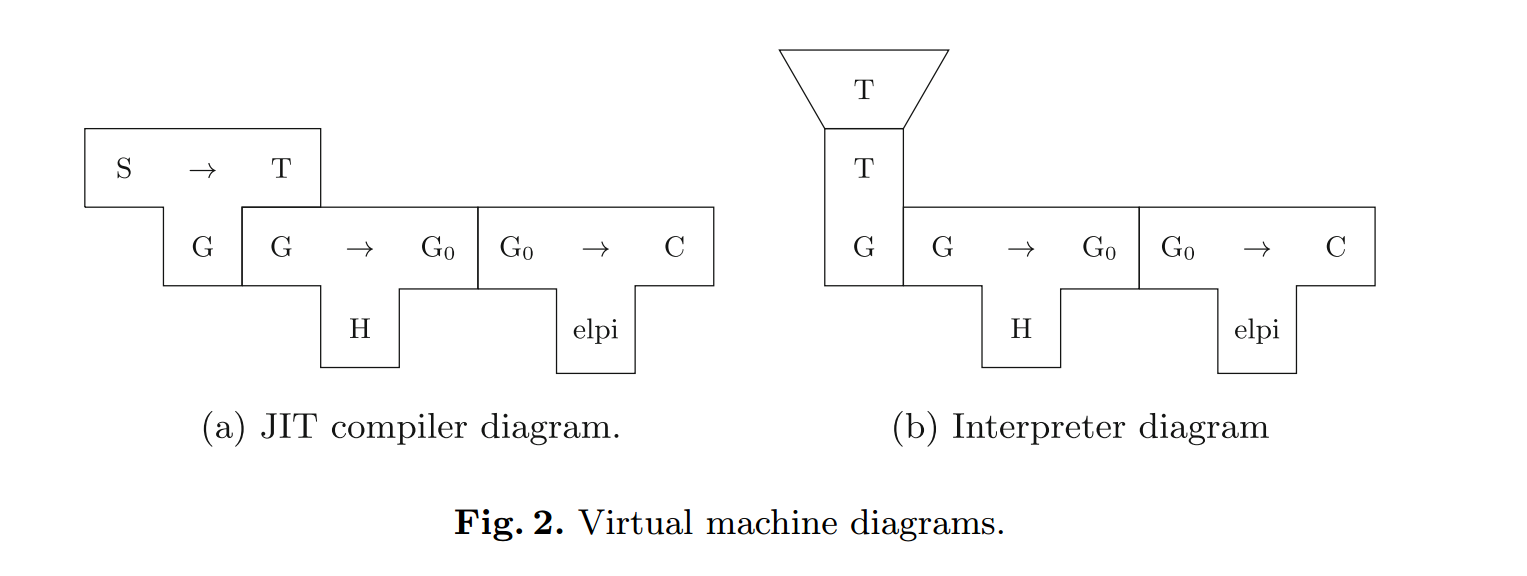 T
S → T
T
G
G → G₀
G₀ → C
G
G → G₀
G₀ → C
H
elpi
H
elpi
(a) JIT compiler diagram.
(b) Interpreter diagram
Fig. 2. Virtual machine diagrams.